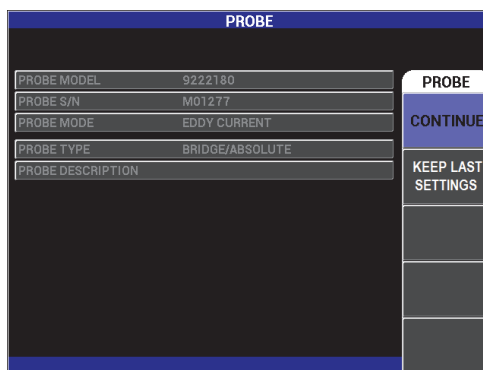 PROBE
PROBE MODEL 9222180
PROBE S/N M01277
PROBE MODE EDDY CURRENT
PROBE TYPE BRIDGE/ABSOLUTE
PROBE DESCRIPTION
PROBE
CONTINUE
KEEP LAST
SETTINGS